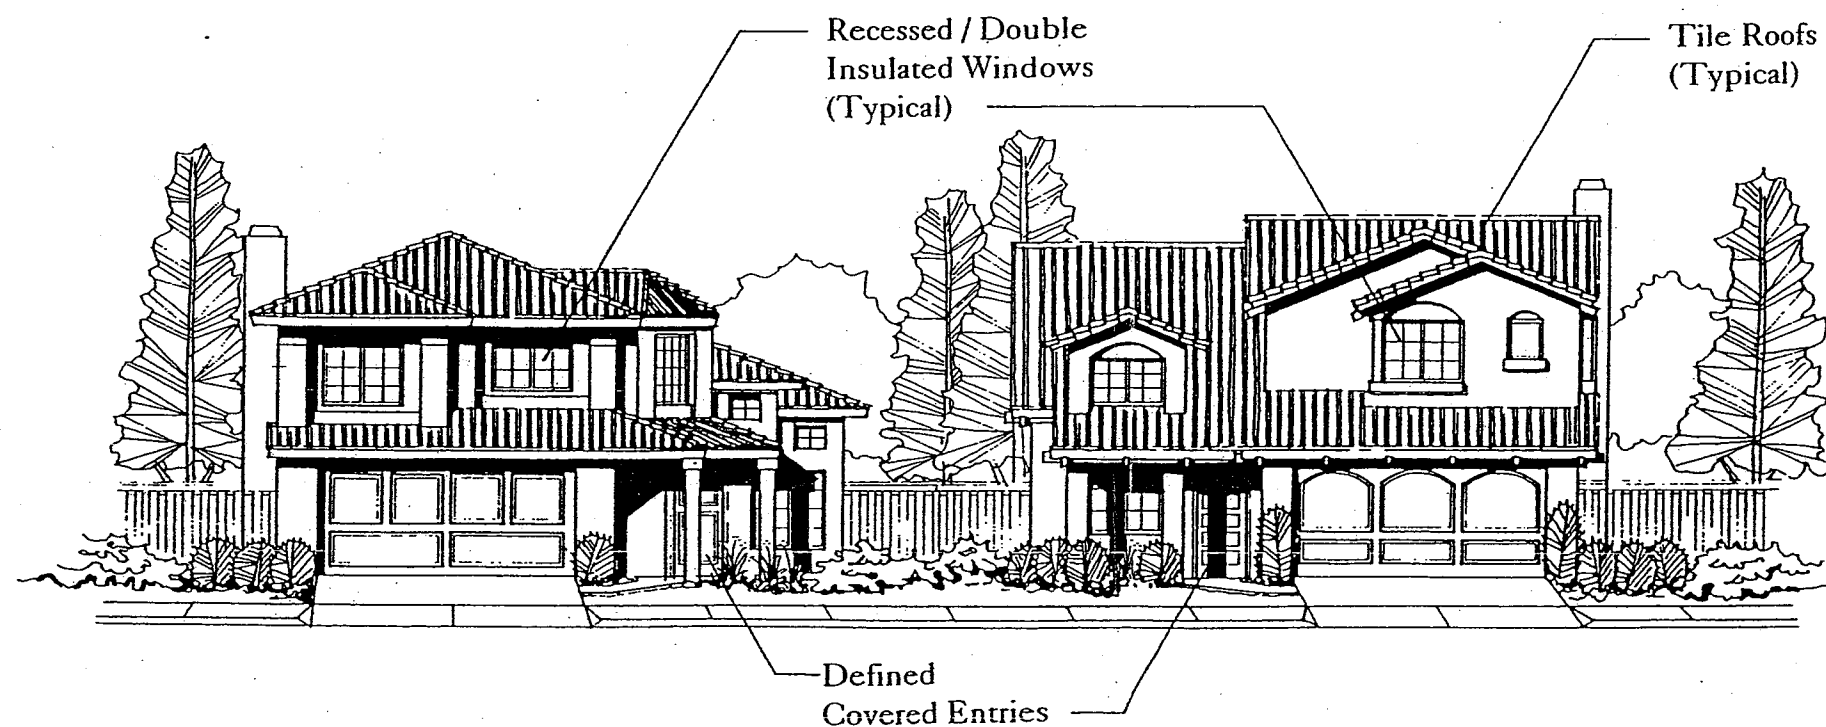 Recessed / Double
Insulated Windows
(Typical)
Tile Roofs
(Typical)
Defined
Covered Entries